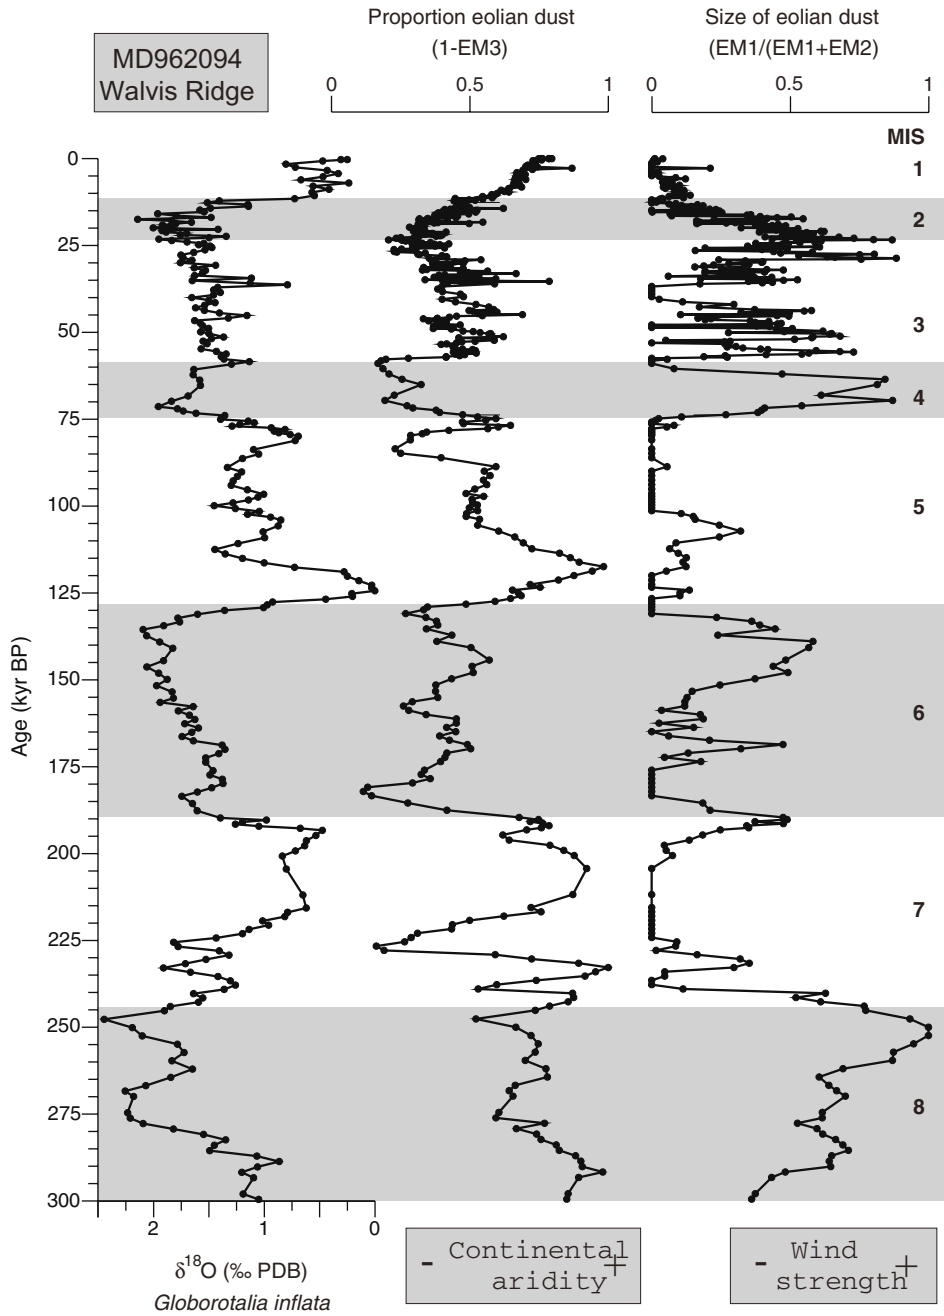 Proportion eolian dust
(1-EM3)
Size of eolian dust
(EM1/(EM1+EM2)
MD962094
Walvis Ridge
0 0.5 1
0 0.5 1
MIS
0
25
50
75
100
125
150
175
200
225
250
275
300
Age (kyr BP)
1
2
3
4
5
6
7
8
2 1 0
δ18O (‰ PDB)
Globorotalia inflata
- Continental +
aridity
- Wind +
strength